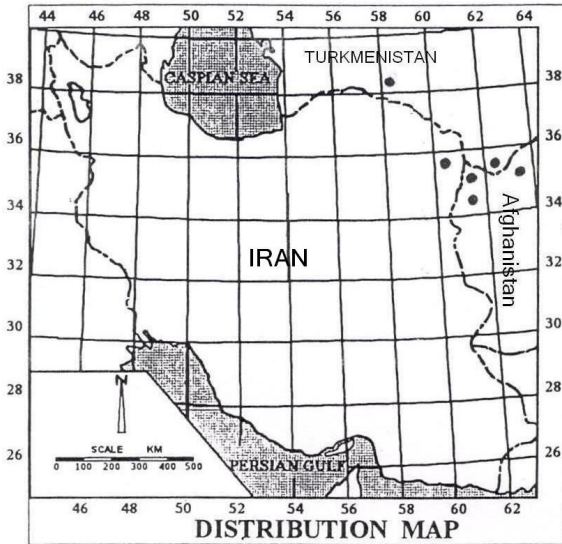 44 46 48 50 52 54 56 58 60 62 64
TURKMENISTAN
CASPIAN SEA
38 38
36 36
34 34
Afghanistan
IRAN
32 32
30 30
28 28
N
SCALE KM
0 100 200 300 400 500
26 26
PERSIAN GULF
46 48 50 52 54 56 58 60 62
DISTRIBUTION MAP